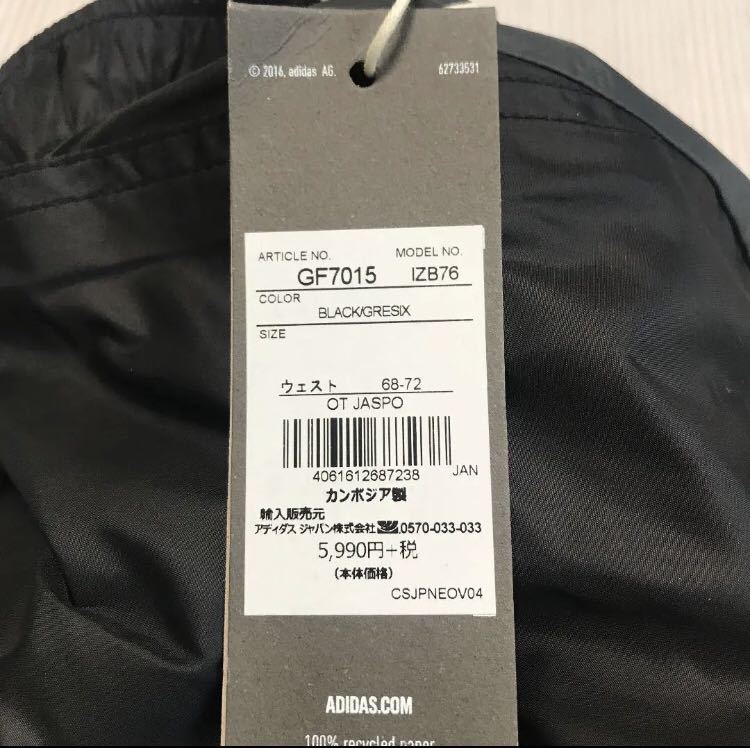 © 2016, adidas AG. 62733531
ARTICLE NO. MODEL NO.
GF7015 IZB76
COLOR
BLACK/GRESIX
SIZE
ウェスト 68-72
OT JASPO
4061612687238 JAN
カンボジア製
輸入販売元
アディダス ジャパン株式会社 0570-033-033
5,990円+税
(本体価格)
CSJPNEOV04
ADIDAS.COM
100% recycled paper